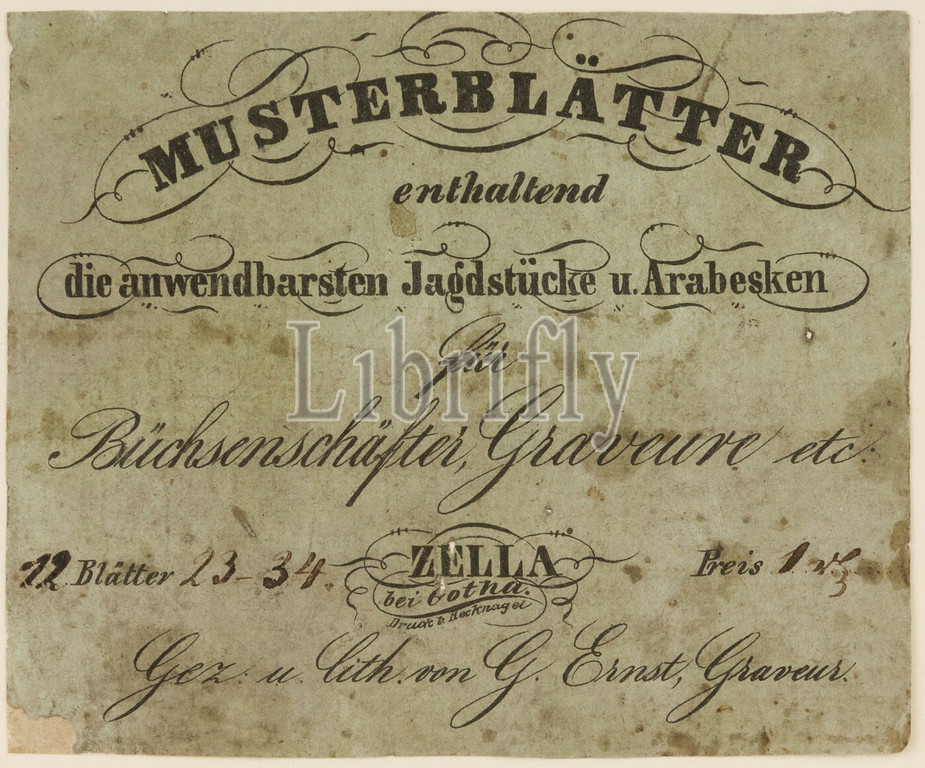 MUSTERBLÄTTER
enthaltend
die anwendbarsten Jagdstücke u. Arabesken
für
Librifly
Büchsenschäfter, Graveure etc.
12 Blätter 23-34. ZELLA Preis 1
bei Gotha.
Druck b. Recknagel
Gez: u. lith. von G. Ernst, Graveur.